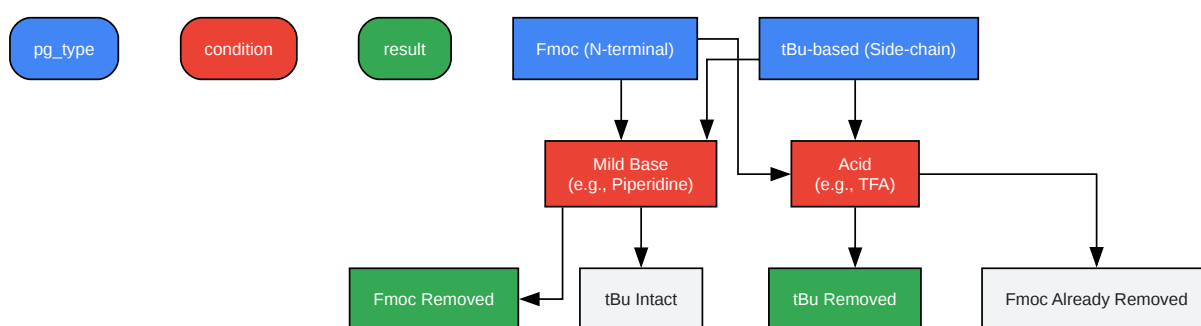 pg_type
condition
result
Fmoc (N-terminal)
tBu-based (Side-chain)
Mild Base
(e.g., Piperidine)
Acid
(e.g., TFA)
Fmoc Removed
tBu Intact
tBu Removed
Fmoc Already Removed